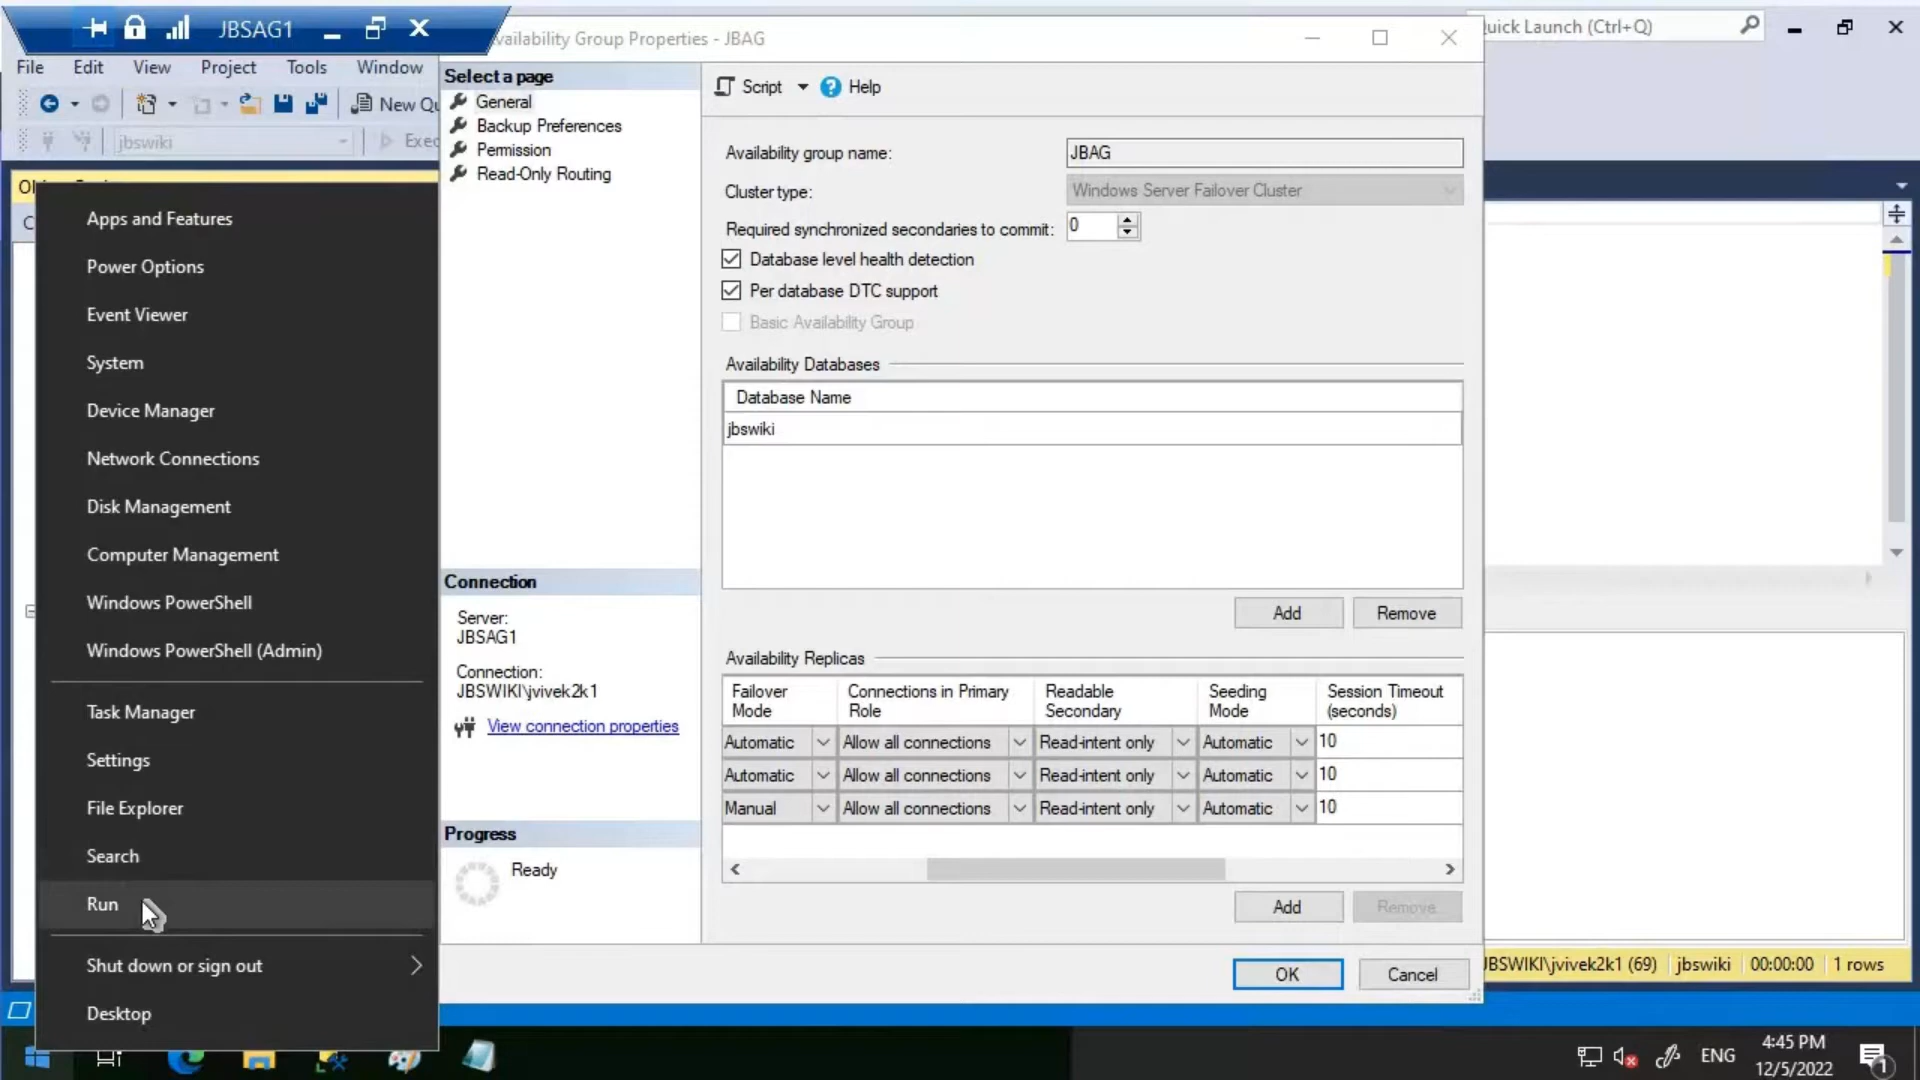 JBSAG1
Availability Group Properties - JBAG
Quick Launch (Ctrl+Q)
File Edit View Project Tools Window
New Qu
jbswiki
Exec
Select a page
General
Backup Preferences
Permission
Read-Only Routing
Script
Help
Availability group name:
JBAG
Cluster type:
Windows Server Failover Cluster
Required synchronized secondaries to commit:
0
Database level health detection
Per database DTC support
Basic Availability Group
Availability Databases
Database Name
jbswiki
Add
Remove
Connection
Server:
JBSAG1
Connection:
JBSWIKI\jvivek2k1
View connection properties
Progress
Ready
Availability Replicas
Failover Mode
Connections in Primary Role
Readable Secondary
Seeding Mode
Session Timeout (seconds)
Automatic Allow all connections Read-intent only Automatic 10
Automatic Allow all connections Read-intent only Automatic 10
Manual Allow all connections Read-intent only Automatic 10
Add
Remove
OK
Cancel
Apps and Features
Power Options
Event Viewer
System
Device Manager
Network Connections
Disk Management
Computer Management
Windows PowerShell
Windows PowerShell (Admin)
Task Manager
Settings
File Explorer
Search
Run
Shut down or sign out
Desktop
JBSWIKI\jvivek2k1 (69)
jbswiki
00:00:00
1 rows
ENG
4:45 PM
12/5/2022
1